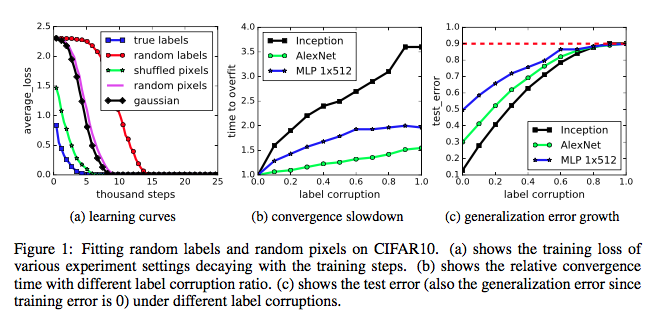 2.5
2.0
1.5
1.0
0.5
0.0
0 5 10 15 20 25
average_loss
thousand steps
true labels
random labels
shuffled pixels
random pixels
gaussian
(a) learning curves
4.0
3.5
3.0
2.5
2.0
1.5
1.0
0.0 0.2 0.4 0.6 0.8 1.0
time to overfit
label corruption
Inception
AlexNet
MLP 1x512
(b) convergence slowdown
1.0
0.9
0.8
0.7
0.6
0.5
0.4
0.3
0.2
0.1
0.0 0.2 0.4 0.6 0.8 1.0
test_error
label corruption
Inception
AlexNet
MLP 1x512
(c) generalization error growth
Figure 1: Fitting random labels and random pixels on CIFAR10. (a) shows the training loss of
various experiment settings decaying with the training steps. (b) shows the relative convergence
time with different label corruption ratio. (c) shows the test error (also the generalization error since
training error is 0) under different label corruptions.